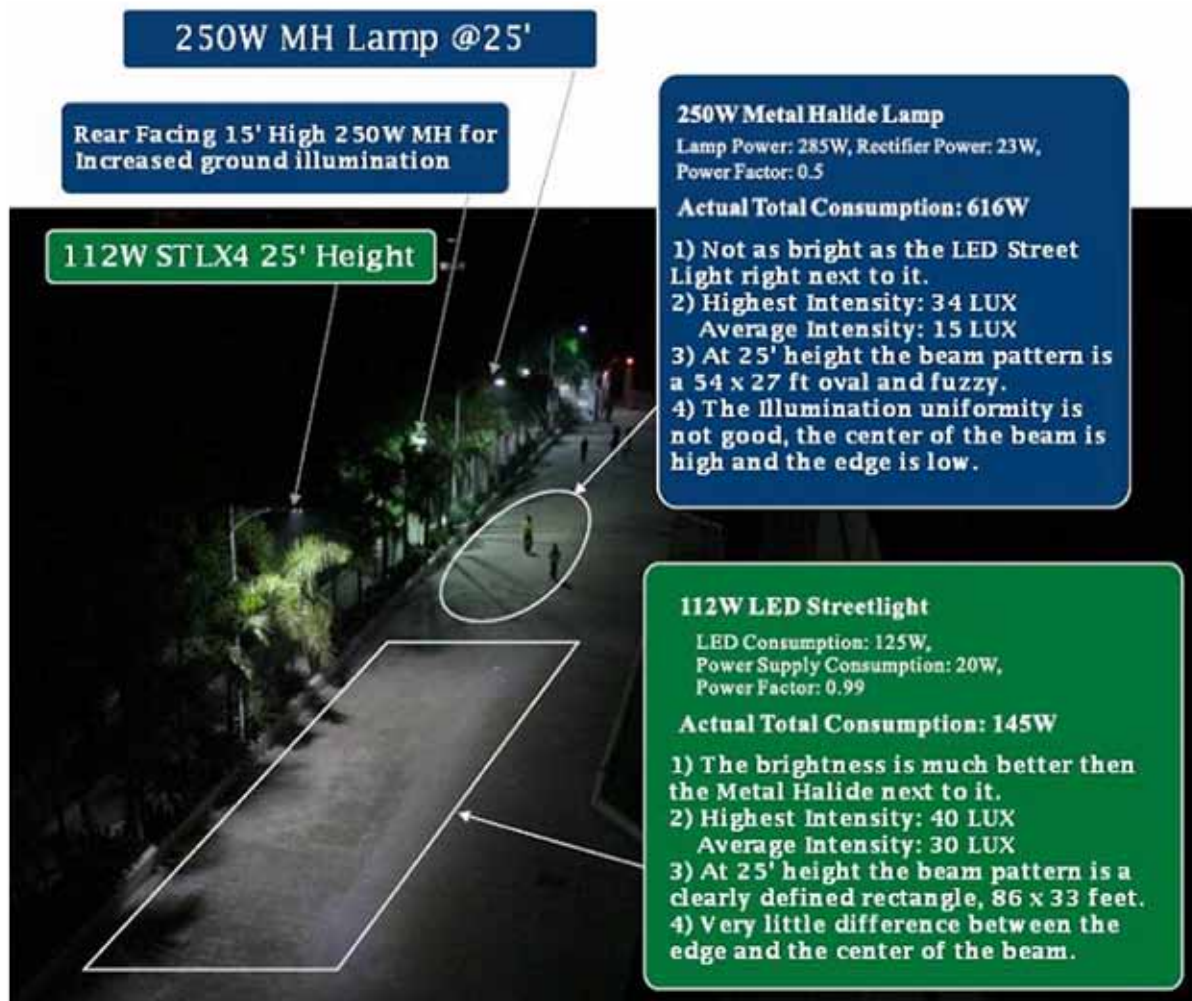 250W MH Lamp @25'
Rear Facing 15' High 250W MH for
Increased ground illumination
112W STLX4 25' Height
250W Metal Halide Lamp
Lamp Power: 285W, Rectifier Power: 23W,
Power Factor: 0.5
Actual Total Consumption: 616W
1) Not as bright as the LED Street
Light right next to it.
2) Highest Intensity: 34 LUX
Average Intensity: 15 LUX
3) At 25' height the beam pattern is
a 54 x 27 ft oval and fuzzy.
4) The Illumination uniformity is
not good, the center of the beam is
high and the edge is low.
112W LED Streetlight
LED Consumption: 125W,
Power Supply Consumption: 20W,
Power Factor: 0.99
Actual Total Consumption: 145W
1) The brightness is much better then
the Metal Halide next to it.
2) Highest Intensity: 40 LUX
Average Intensity: 30 LUX
3) At 25' height the beam pattern is a
clearly defined rectangle, 86 x 33 feet.
4) Very little difference between the
edge and the center of the beam.